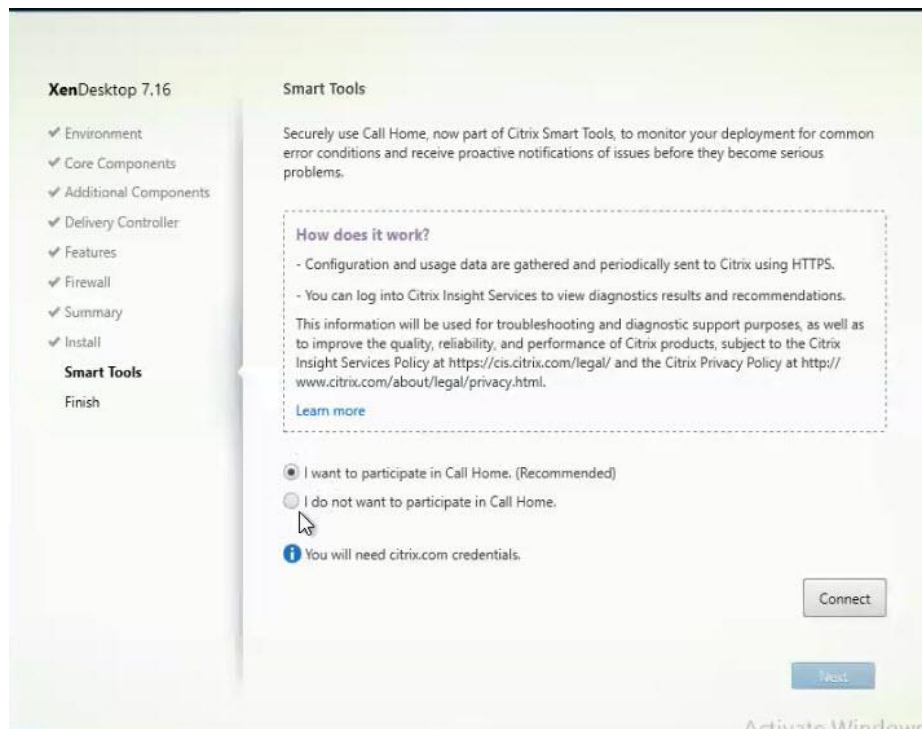 XenDesktop 7.16
Environment
Core Components
Additional Components
Delivery Controller
Features
Firewall
Summary
Install
Smart Tools
Finish
Smart Tools
Securely use Call Home, now part of Citrix Smart Tools, to monitor your deployment for common
error conditions and receive proactive notifications of issues before they become serious
problems.
How does it work?
- Configuration and usage data are gathered and periodically sent to Citrix using HTTPS.
- You can log into Citrix Insight Services to view diagnostics results and recommendations.
This information will be used for troubleshooting and diagnostic support purposes, as well as
to improve the quality, reliability, and performance of Citrix products, subject to the Citrix
Insight Services Policy at https://cis.citrix.com/legal/ and the Citrix Privacy Policy at http://
www.citrix.com/about/legal/privacy.html.
Learn more
I want to participate in Call Home. (Recommended)
I do not want to participate in Call Home.
You will need citrix.com credentials.
Connect
Next
Activate Windows